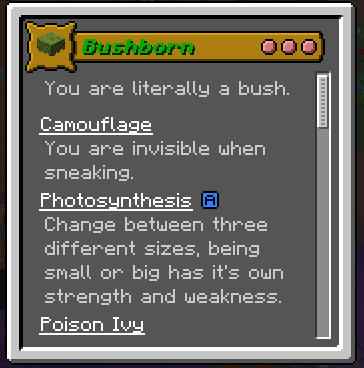 Bushborn
You are literally a bush.
Camouflage
You are invisible when
sneaking.
Photosynthesis A
Change between three
different sizes, being
small or big has it's own
strength and weakness.
Poison Ivy